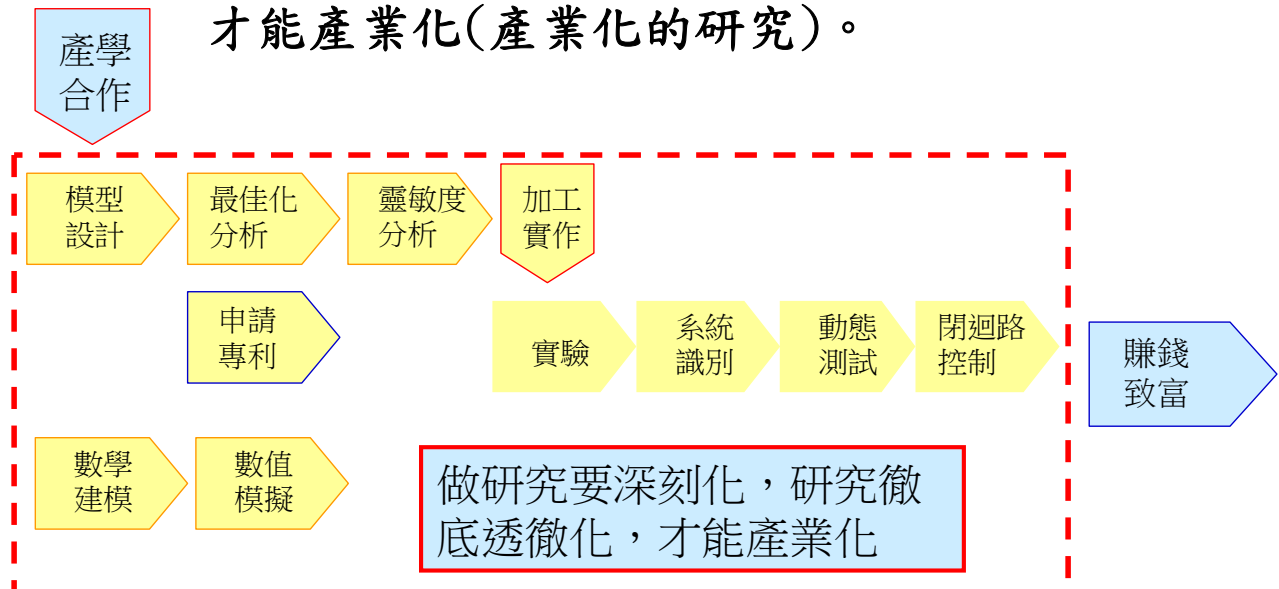 才能產業化(產業化的研究)。
產學
合作
模型
設計
最佳化
分析
靈敏度
分析
加工
實作
申請
專利
實驗
系統
識別
動態
測試
閉迴路
控制
賺錢
致富
數學
建模
數值
模擬
做研究要深刻化，研究徹
底透徹化，才能產業化